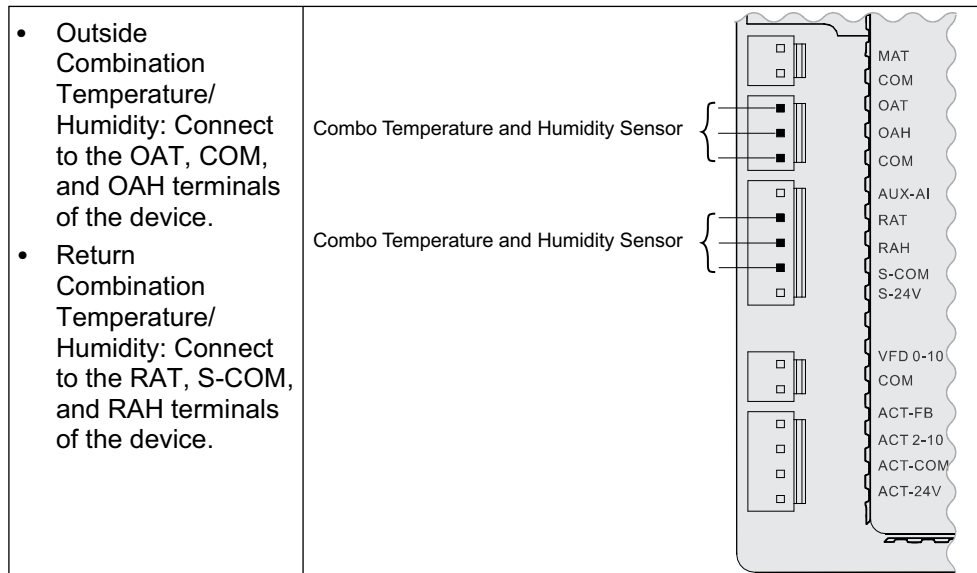 • Outside
Combination
Temperature/
Humidity: Connect
to the OAT, COM,
and OAH terminals
of the device.
• Return
Combination
Temperature/
Humidity: Connect
to the RAT, S-COM,
and RAH terminals
of the device.
Combo Temperature and Humidity Sensor
Combo Temperature and Humidity Sensor
MAT
COM
OAT
OAH
COM
AUX-AI
RAT
RAH
S-COM
S-24V
VFD 0-10
COM
ACT-FB
ACT 2-10
ACT-COM
ACT-24V